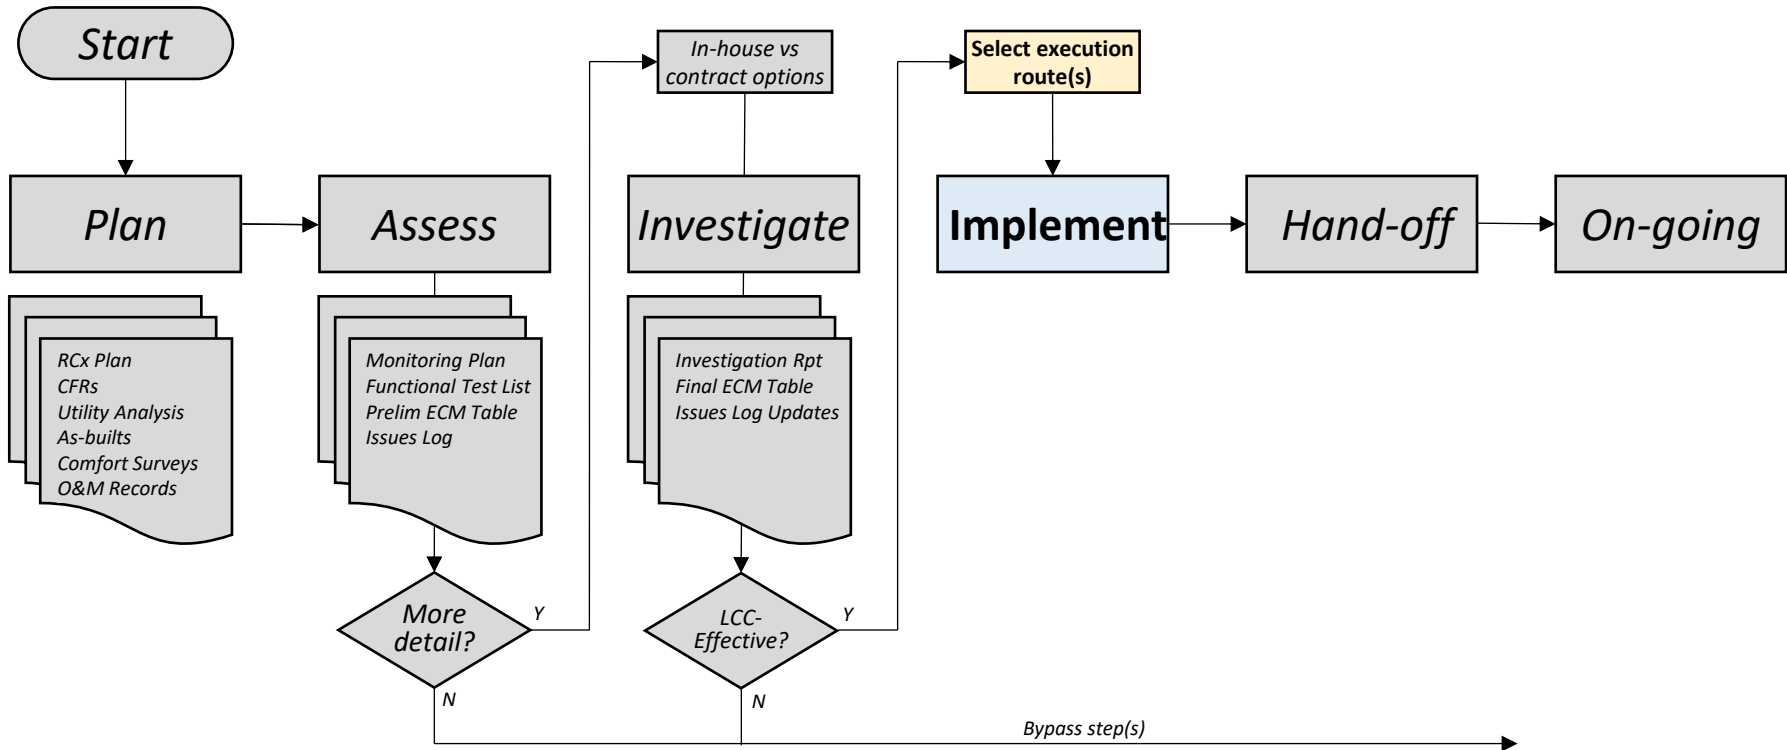 Start
In-house vs
contract options
Select execution
route(s)
Plan
Assess
Investigate
Implement
Hand-off
On-going
RCx Plan
CFRs
Utility Analysis
As-builts
Comfort Surveys
O&M Records
Monitoring Plan
Functional Test List
Prelim ECM Table
Issues Log
Investigation Rpt
Final ECM Table
Issues Log Updates
More
detail?
Y
N
LCC-
Effective?
Y
N
Bypass step(s)